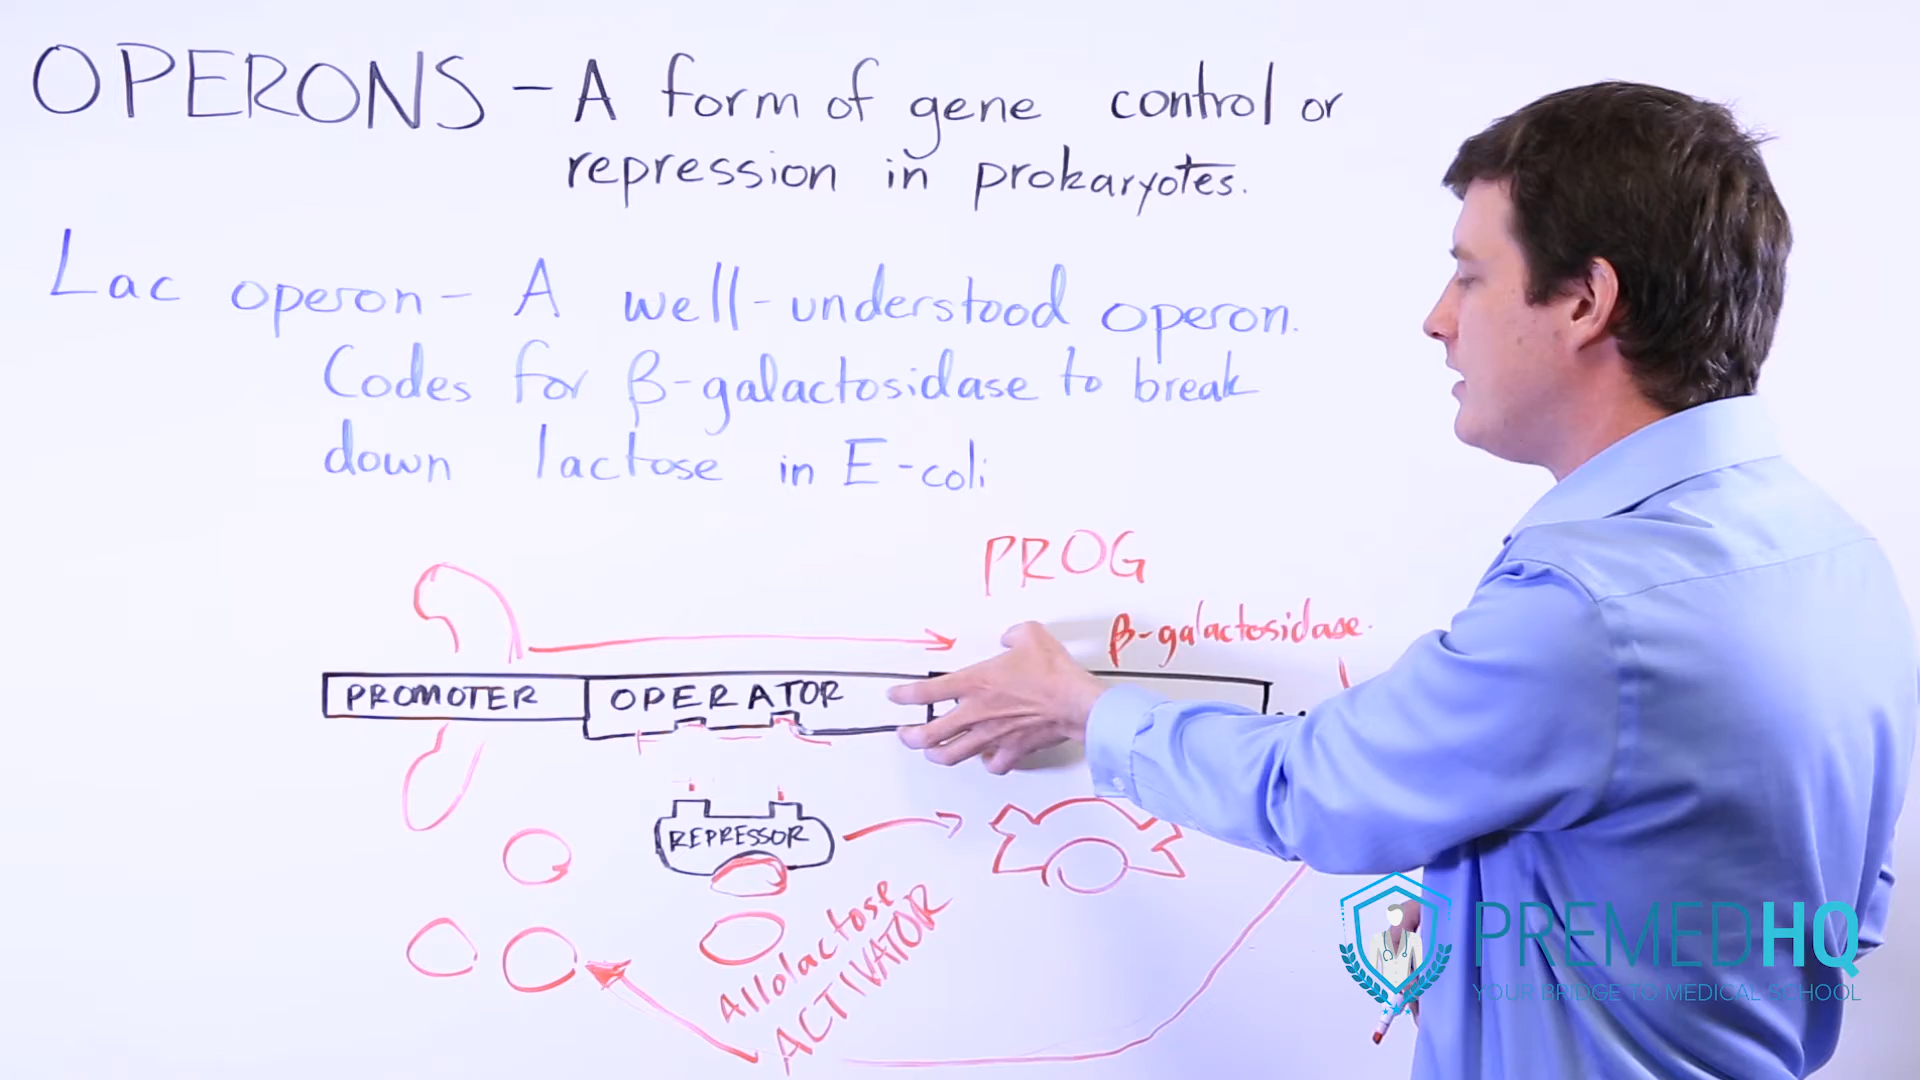 OPERONS - A form of gene control or
repression in prokaryotes.
Lac operon - A well-understood operon.
Codes for β-galactosidase to break
down lactose in E-coli
PROG
β-galactosidase.
PROMOTER
OPERATOR
REPRESSOR
Allolactose
ACTIVATOR
PREMEDHQ
YOUR BRIDGE TO MEDICAL SCHOOL